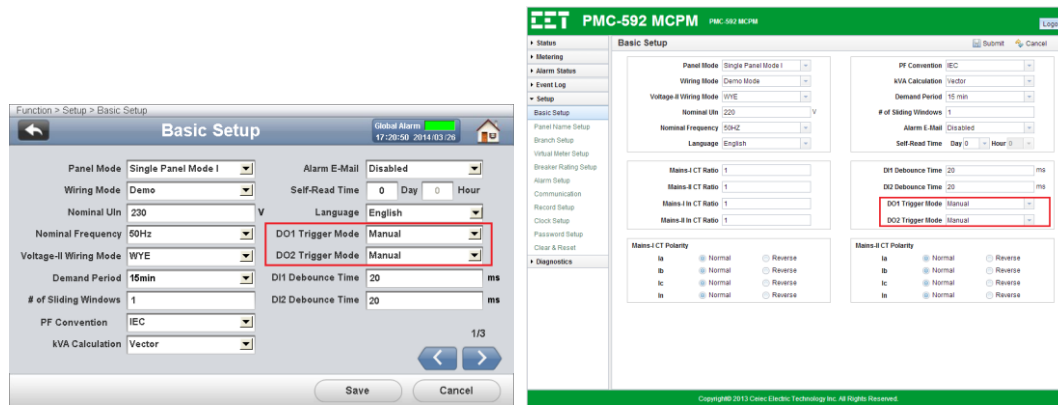 Function > Setup > Basic Setup
Basic Setup
Global Alarm
17:20:50 2014/03/26
Panel Mode Single Panel Mode I
Alarm E-Mail Disabled
Wiring Mode Demo
Self-Read Time 0 Day 0 Hour
Nominal Uln 230 V
Language English
Nominal Frequency 50Hz
DO1 Trigger Mode Manual
Voltage-II Wiring Mode WYE
DO2 Trigger Mode Manual
Demand Period 15min
DI1 Debounce Time 20 ms
# of Sliding Windows 1
DI2 Debounce Time 20 ms
PF Convention IEC
kVA Calculation Vector
1/3
Save
Cancel
CET PMC-592 MCPM PMC-592 MCPM
Status
Metering
Alarm Status
Event Log
Setup
Basic Setup
Panel Name Setup
Branch Setup
Virtual Meter Setup
Breaker Rating Setup
Alarm Setup
Communication
Record Setup
Clock Setup
Password Setup
Clear & Reset
Diagnostics
Basic Setup
Submit Cancel
Panel Mode Single Panel Mode I
Wiring Mode Demo Mode
Voltage-II Wiring Mode WYE
Nominal Uln 220 V
Nominal Frequency 50HZ
Language English
PF Convention IEC
kVA Calculation Vector
Demand Period 15 min
# of Sliding Windows 1
Alarm E-Mail Disabled
Self-Read Time Day 0 Hour 0
Mains-I CT Ratio 1
Mains-II CT Ratio 1
Mains-I In CT Ratio 1
Mains-II In CT Ratio 1
DI1 Debounce Time 20 ms
DI2 Debounce Time 20 ms
DO1 Trigger Mode Manual
DO2 Trigger Mode Manual
Mains-I CT Polarity
Ia Normal Reverse
Ib Normal Reverse
Ic Normal Reverse
In Normal Reverse
Mains-II CT Polarity
Ia Normal Reverse
Ib Normal Reverse
Ic Normal Reverse
In Normal Reverse
Copyright© 2013 Ceiec Electric Technology Inc. All Rights Reserved.